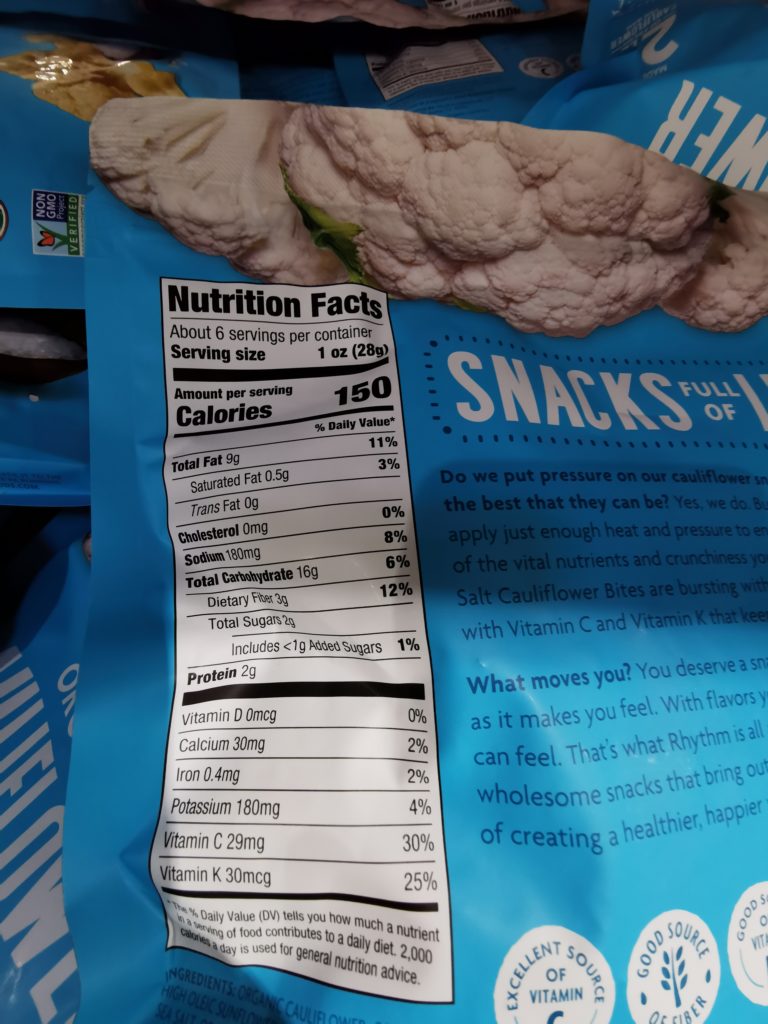 2
NON
GMO
Project
VERIFIED
Nutrition Facts
About 6 servings per container
Serving size 1 oz (28g)
Amount per serving
Calories 150
% Daily Value*
Total Fat 9g 11%
Saturated Fat 0.5g 3%
Trans Fat 0g
Cholesterol 0mg 0%
Sodium 180mg 8%
Total Carbohydrate 16g 6%
Dietary Fiber 3g 12%
Total Sugars 2g
Includes <1g Added Sugars 1%
Protein 2g
Vitamin D 0mcg 0%
Calcium 30mg 2%
Iron 0.4mg 2%
Potassium 180mg 4%
Vitamin C 29mg 30%
Vitamin K 30mcg 25%
*The % Daily Value (DV) tells you how much a nutrient
in a serving of food contributes to a daily diet. 2,000
calories a day is used for general nutrition advice.
INGREDIENTS: ORGANIC CAULIFLOWER
HIGH OLEIC SUNFLOWER
SEA SALT
SNACKS FULL OF
Do we put pressure on our cauliflower
the best that they can be? Yes, we do.
apply just enough heat and pressure to
of the vital nutrients and crunchiness
Salt Cauliflower Bites are bursting with
with Vitamin C and Vitamin K that
What moves you? You deserve a
as it makes you feel. With flavors
can feel. That's what Rhythm is all
wholesome snacks that bring out
of creating a healthier, happier
EXCELLENT SOURCE
OF
VITAMIN
C
GOOD SOURCE
OF FIBER
GOOD